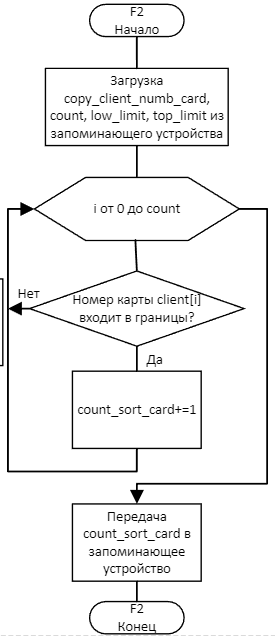 F2
Начало
Загрузка
copy_client_numb_card,
count, low_limit, top_limit из
запоминающего устройства
i от 0 до count
Нет
Номер карты client[i]
входит в границы?
Да
count_sort_card+=1
Передача
count_sort_card в
запоминающее
устройство
F2
Конец